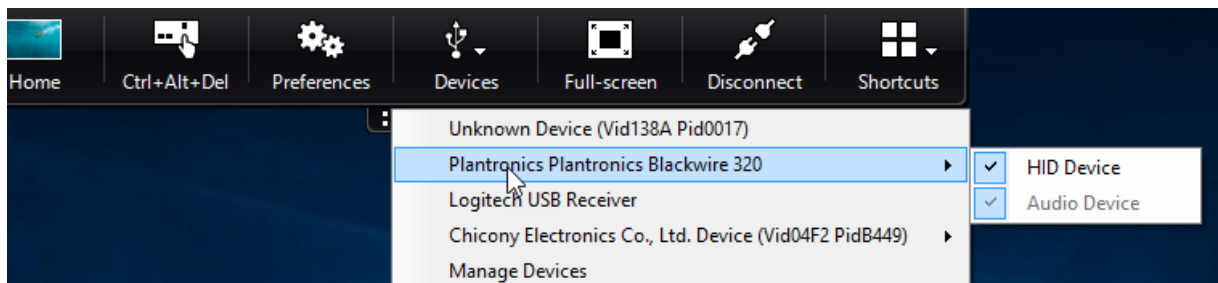 Home Ctrl+Alt+Del Preferences Devices Full-screen Disconnect Shortcuts
Unknown Device (Vid138A Pid0017)
Plantronics Plantronics Blackwire 320
HID Device
Logitech USB Receiver
Audio Device
Chicony Electronics Co., Ltd. Device (Vid04F2 PidB449)
Manage Devices